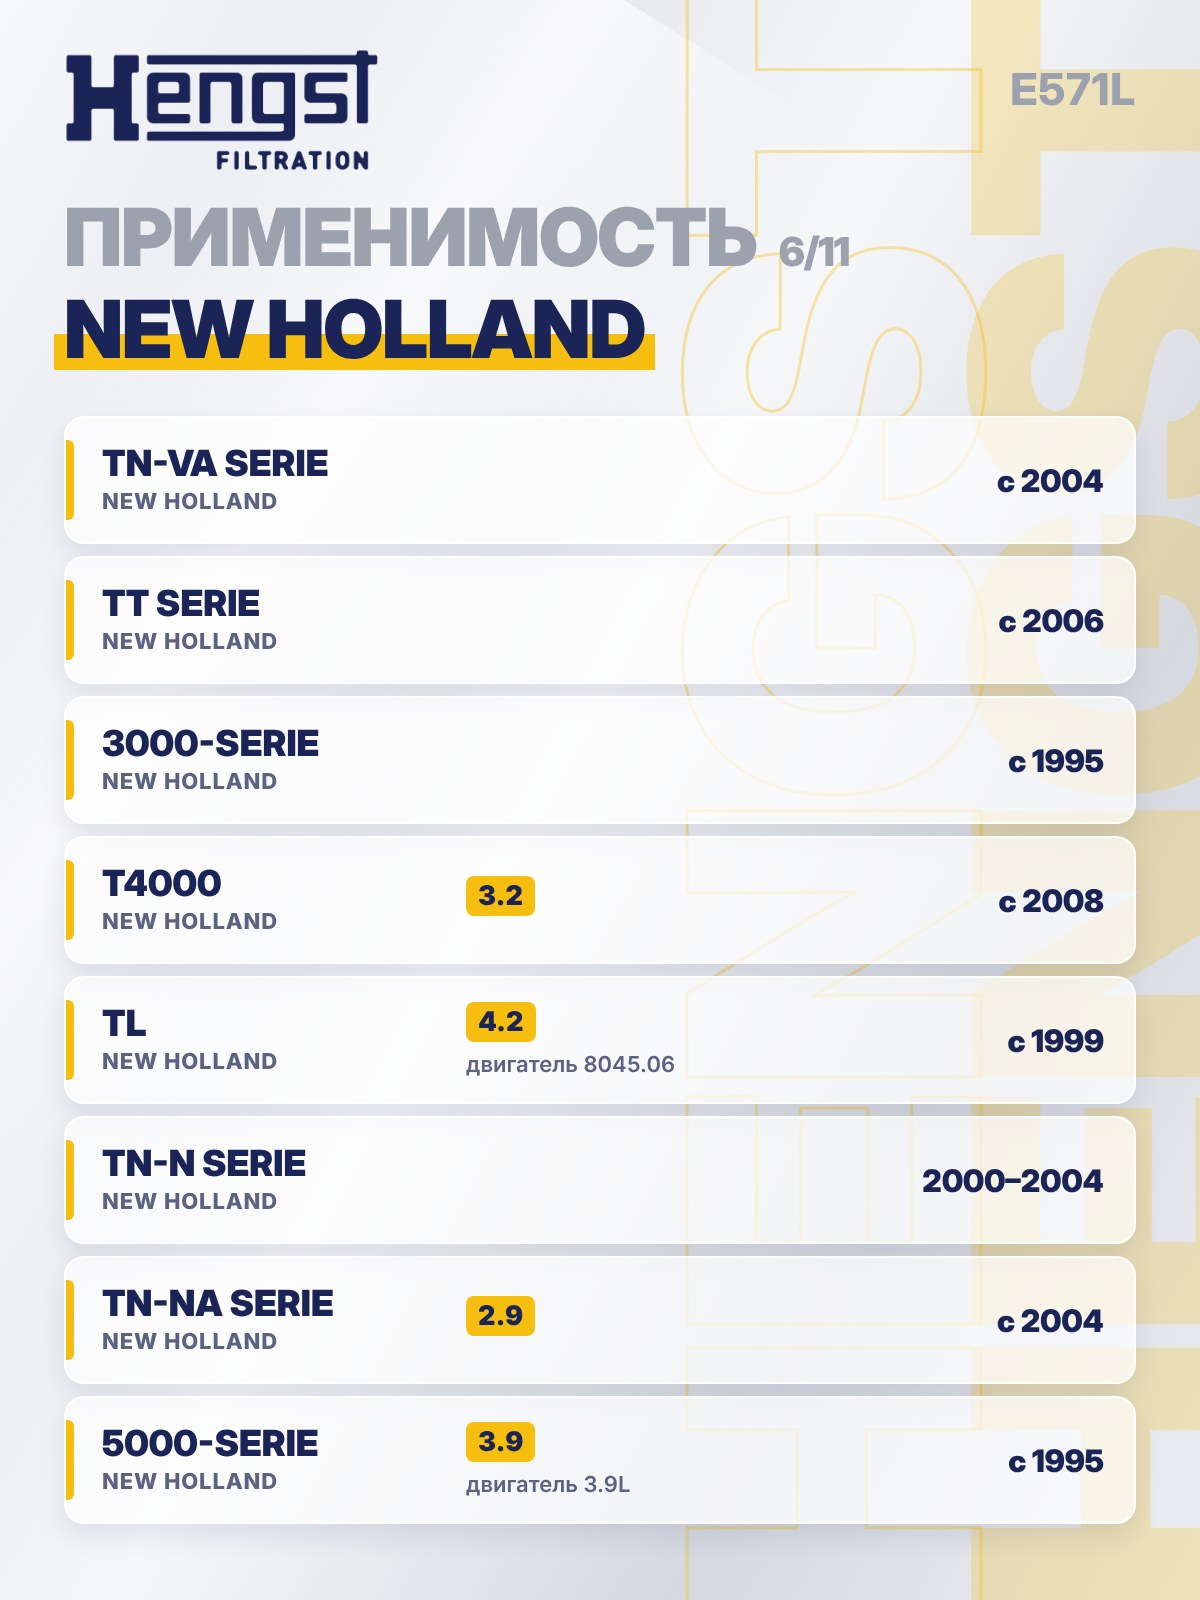 Hengst
FILTRATION
E571L
ПРИМЕНИМОСТЬ 6/11
NEW HOLLAND
TN-VA SERIE
NEW HOLLAND
с 2004
TT SERIE
NEW HOLLAND
с 2006
3000-SERIE
NEW HOLLAND
с 1995
T4000
NEW HOLLAND
3.2
с 2008
TL
NEW HOLLAND
4.2
двигатель 8045.06
с 1999
TN-N SERIE
NEW HOLLAND
2000–2004
TN-NA SERIE
NEW HOLLAND
2.9
с 2004
5000-SERIE
NEW HOLLAND
3.9
двигатель 3.9L
с 1995
HENGST
HENGST